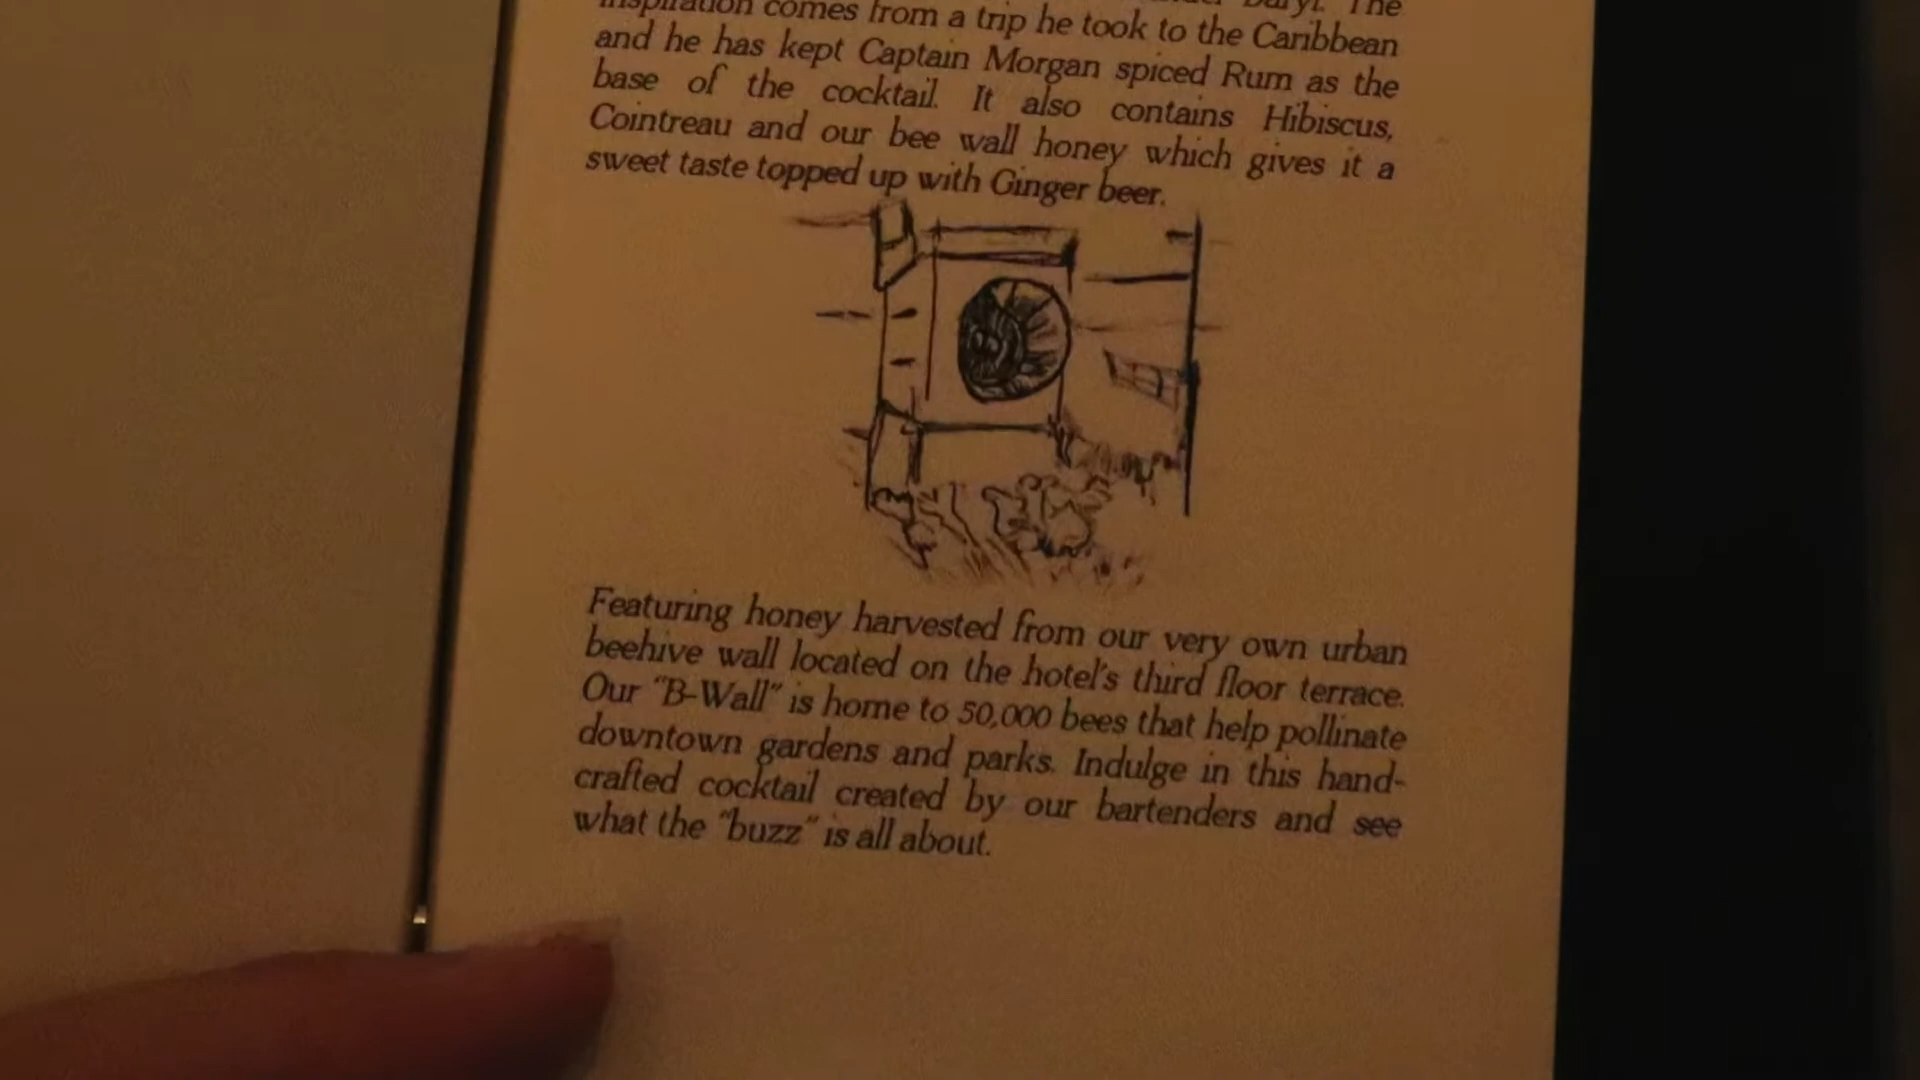 Daryl. The
inspiration comes from a trip he took to the Caribbean
and he has kept Captain Morgan spiced Rum as the
base of the cocktail. It also contains Hibiscus,
Cointreau and our bee wall honey which gives it a
sweet taste topped up with Ginger beer.
Featuring honey harvested from our very own urban
beehive wall located on the hotel's third floor terrace.
Our "B-Wall" is home to 50,000 bees that help pollinate
downtown gardens and parks. Indulge in this hand-
crafted cocktail created by our bartenders and see
what the "buzz" is all about.